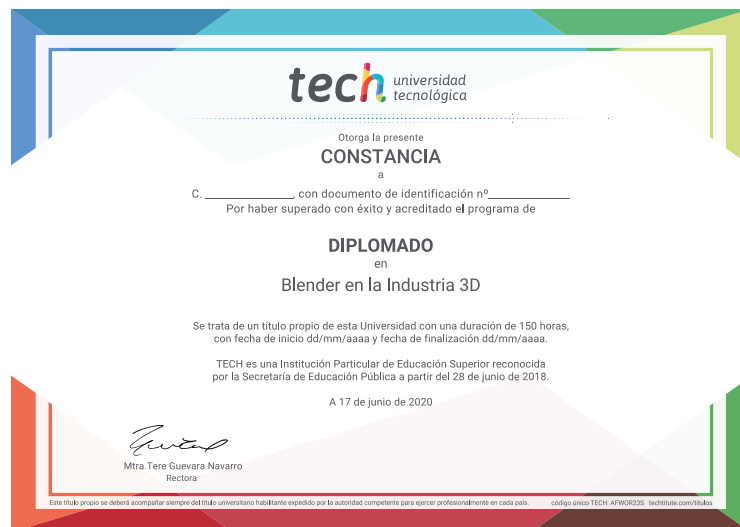 tech universidad
tecnológica
Otorga la presente
CONSTANCIA
a
C. ______________, con documento de identificación nº______________
Por haber superado con éxito y acreditado el programa de
DIPLOMADO
en
Blender en la Industria 3D
Se trata de un título propio de esta Universidad con una duración de 150 horas,
con fecha de inicio dd/mm/aaaa y fecha de finalización dd/mm/aaaa.
TECH es una Institución Particular de Educación Superior reconocida
por la Secretaría de Educación Pública a partir del 28 de junio de 2018.
A 17 de junio de 2020
Mtra.Tere Guevara Navarro
Rectora
Este título propio se deberá acompañar siempre del título universitario habilitante expedido por la autoridad competente para ejercer profesionalmente en cada país. código único TECH: AFWOR23S techtitute.com/titulos